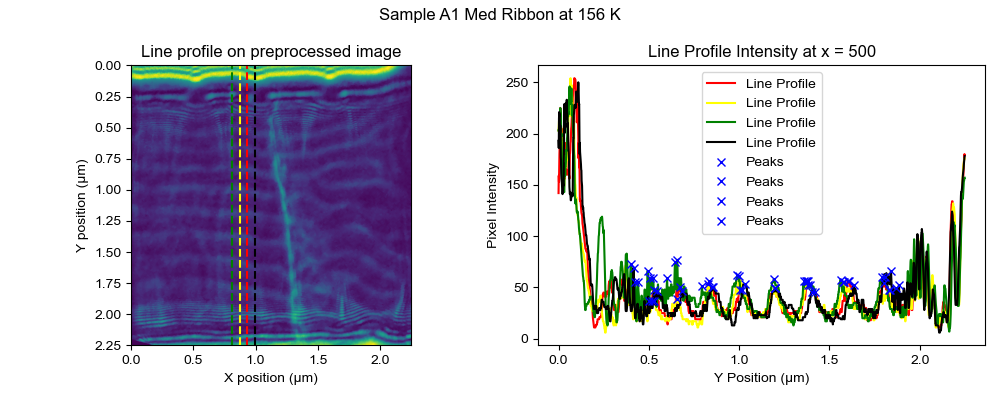 Sample A1 Med Ribbon at 156 K
Line profile on preprocessed image
0.00
0.25
0.50
0.75
1.00
1.25
1.50
1.75
2.00
2.25
Y position (μm)
0.0 0.5 1.0 1.5 2.0
X position (μm)
Line Profile Intensity at x = 500
250
200
150
100
50
0
Pixel Intensity
Line Profile
Line Profile
Line Profile
Line Profile
Peaks
Peaks
Peaks
Peaks
0.0 0.5 1.0 1.5 2.0
Y Position (μm)